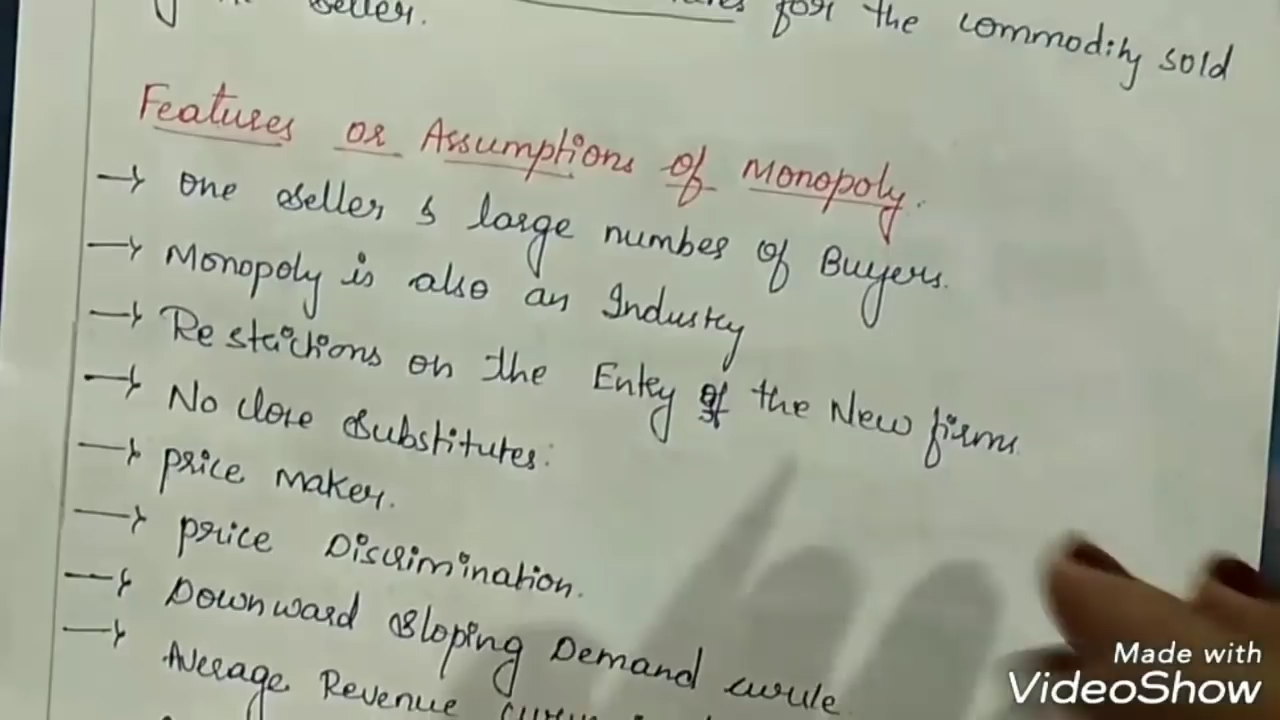 seller. for the commodity sold
Features or Assumptions of Monopoly.
→ one seller & large number of Buyers.
→ Monopoly is also an Industry
→ Restictions on the Entry of the New firms
→ No close substitutes:
→ price maker.
→ price Discrimination.
→ Downward Sloping Demand curve
→ Average Revenue
Made with
VideoShow